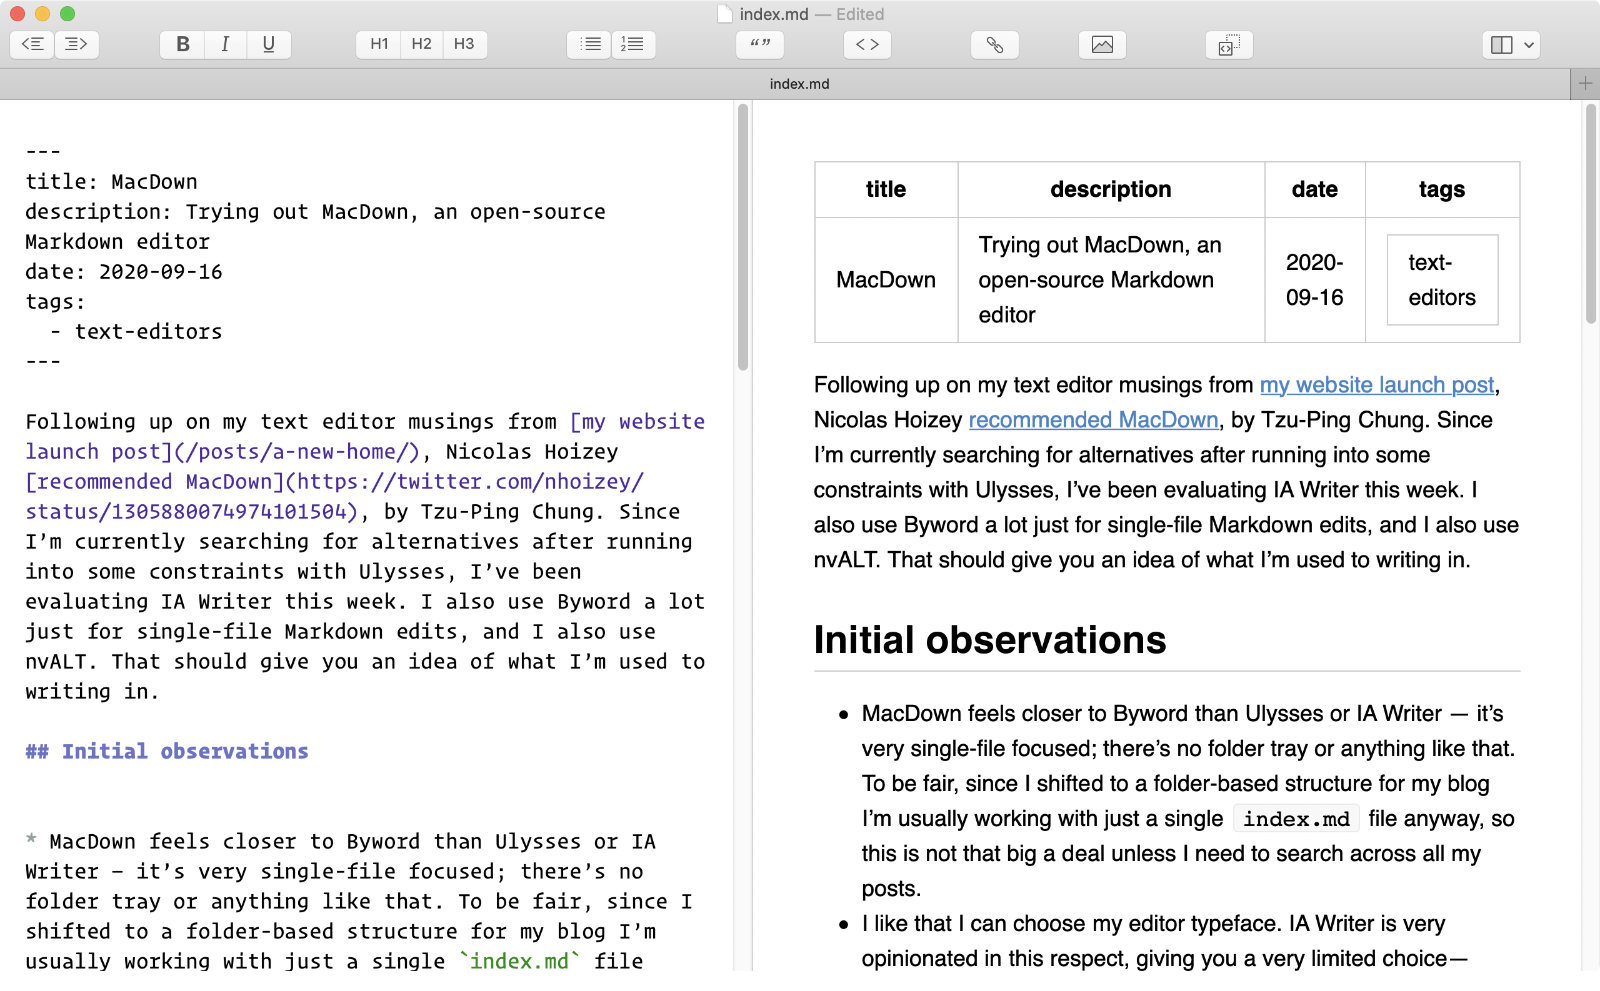 index.md — Edited
B I U H1 H2 H3 “ ”
index.md
---
title: MacDown
description: Trying out MacDown, an open-source
Markdown editor
date: 2020-09-16
tags:
- text-editors
---
Following up on my text editor musings from [my website
launch post](/posts/a-new-home/), Nicolas Hoizey
[recommended MacDown](https://twitter.com/nhoizey/
status/1305880074974101504), by Tzu-Ping Chung. Since
I’m currently searching for alternatives after running
into some constraints with Ulysses, I’ve been
evaluating IA Writer this week. I also use Byword a lot
just for single-file Markdown edits, and I also use
nvALT. That should give you an idea of what I’m used to
writing in.
## Initial observations
* MacDown feels closer to Byword than Ulysses or IA
Writer — it’s very single-file focused; there’s no
folder tray or anything like that. To be fair, since I
shifted to a folder-based structure for my blog I’m
usually working with just a single `index.md` file
title description date tags
MacDown
Trying out MacDown, an
open-source Markdown
editor
2020-
09-16
text-
editors
Following up on my text editor musings from my website launch post,
Nicolas Hoizey recommended MacDown, by Tzu-Ping Chung. Since
I’m currently searching for alternatives after running into some
constraints with Ulysses, I’ve been evaluating IA Writer this week. I
also use Byword a lot just for single-file Markdown edits, and I also use
nvALT. That should give you an idea of what I’m used to writing in.
Initial observations
• MacDown feels closer to Byword than Ulysses or IA Writer — it’s
very single-file focused; there’s no folder tray or anything like that.
To be fair, since I shifted to a folder-based structure for my blog
I’m usually working with just a single index.md file anyway, so
this is not that big a deal unless I need to search across all my
posts.
• I like that I can choose my editor typeface. IA Writer is very
opinionated in this respect, giving you a very limited choice—